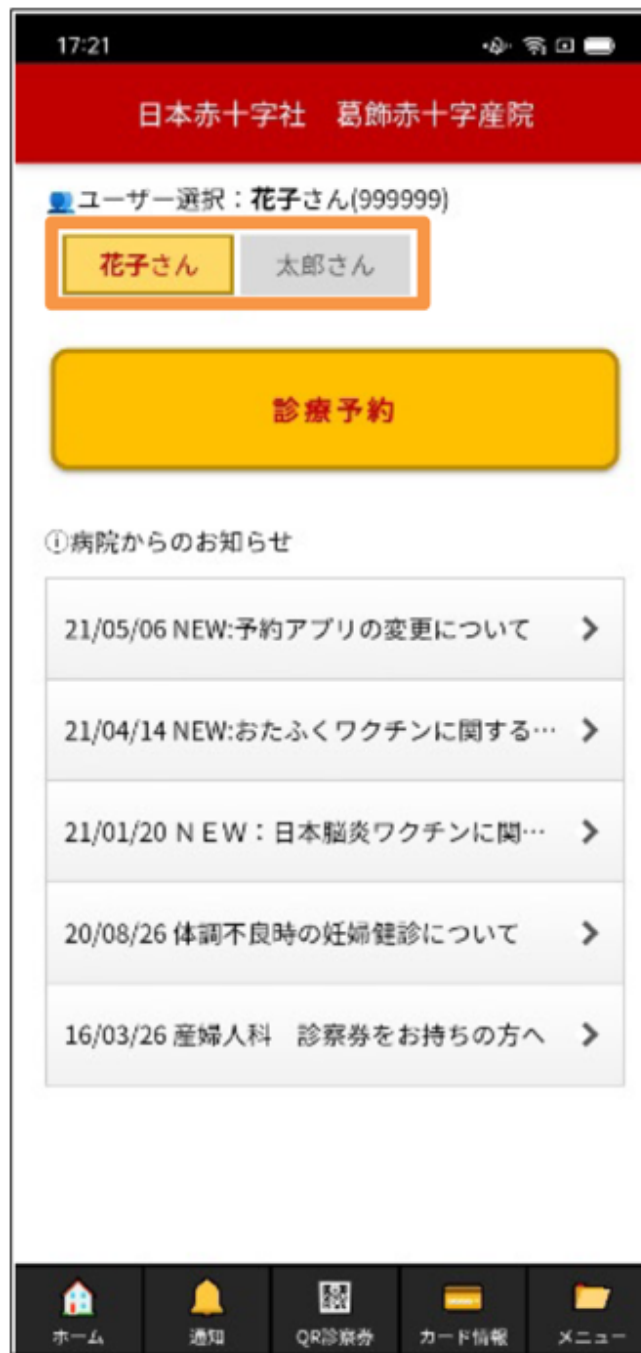 17:21
日本赤十字社　葛飾赤十字産院
ユーザー選択：花子さん(999999)
花子さん
太郎さん
診療予約
ⓘ病院からのお知らせ
21/05/06 NEW:予約アプリの変更について
21/04/14 NEW:おたふくワクチンに関する…
21/01/20 ＮＥＷ：日本脳炎ワクチンに関…
20/08/26 体調不良時の妊婦健診について
16/03/26 産婦人科　診察券をお持ちの方へ
ホーム
通知
QR診察券
カード情報
メニュー